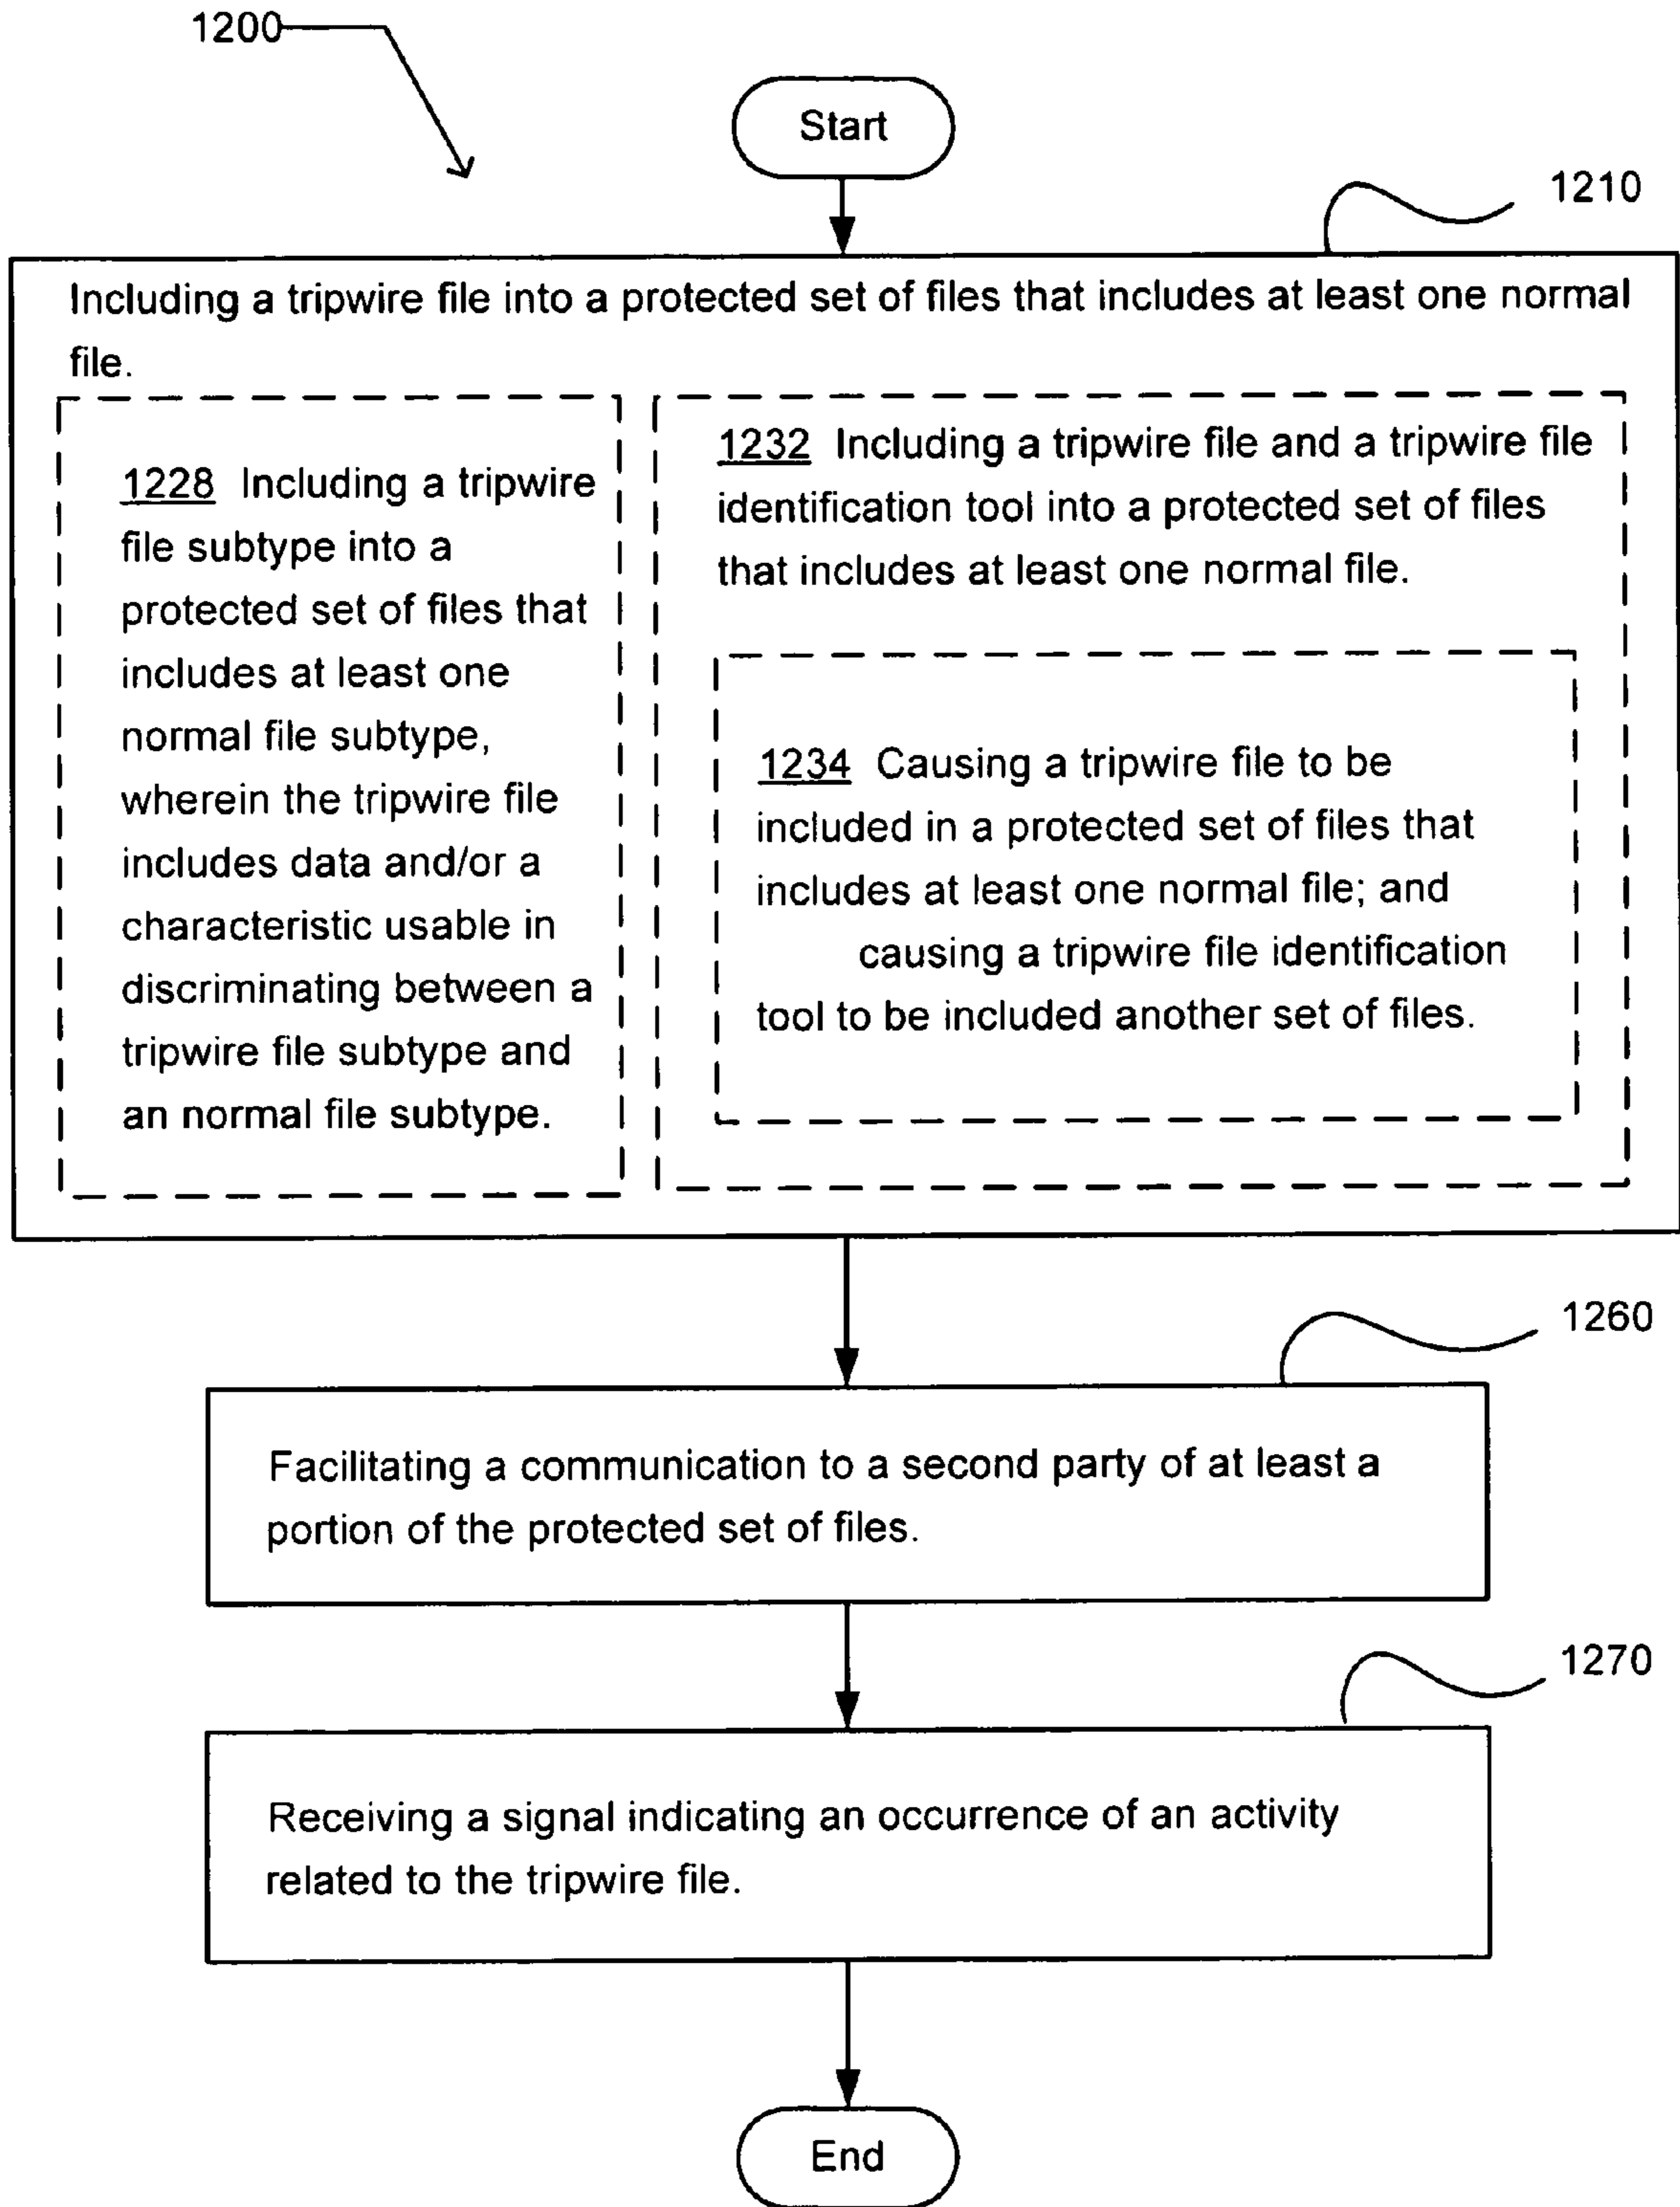 1200
Start
1210
Including a tripwire file into a protected set of files that includes at least one normal
file.
1228 Including a tripwire
file subtype into a
protected set of files that
includes at least one
normal file subtype,
wherein the tripwire file
includes data and/or a
characteristic usable in
discriminating between a
tripwire file subtype and
an normal file subtype.
1232 Including a tripwire file and a tripwire file
identification tool into a protected set of files
that includes at least one normal file.
1234 Causing a tripwire file to be
included in a protected set of files that
includes at least one normal file; and
causing a tripwire file identification
tool to be included another set of files.
1260
Facilitating a communication to a second party of at least a
portion of the protected set of files.
1270
Receiving a signal indicating an occurrence of an activity
related to the tripwire file.
End